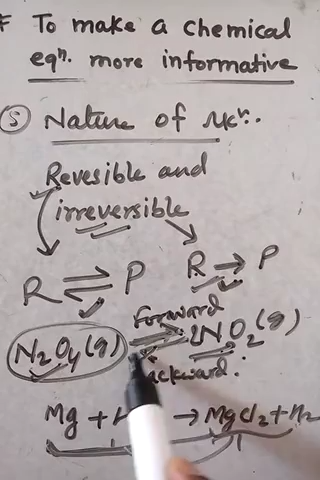 * To make a chemical
eqⁿ. more informative
⑤ Nature of rxⁿ:.
Revesible and
irreversible
R ⇌ P R → P
Forward
N₂O₄(g) ⇌ 2NO₂(g)
Backward:
Mg + → MgCl₂ + H₂